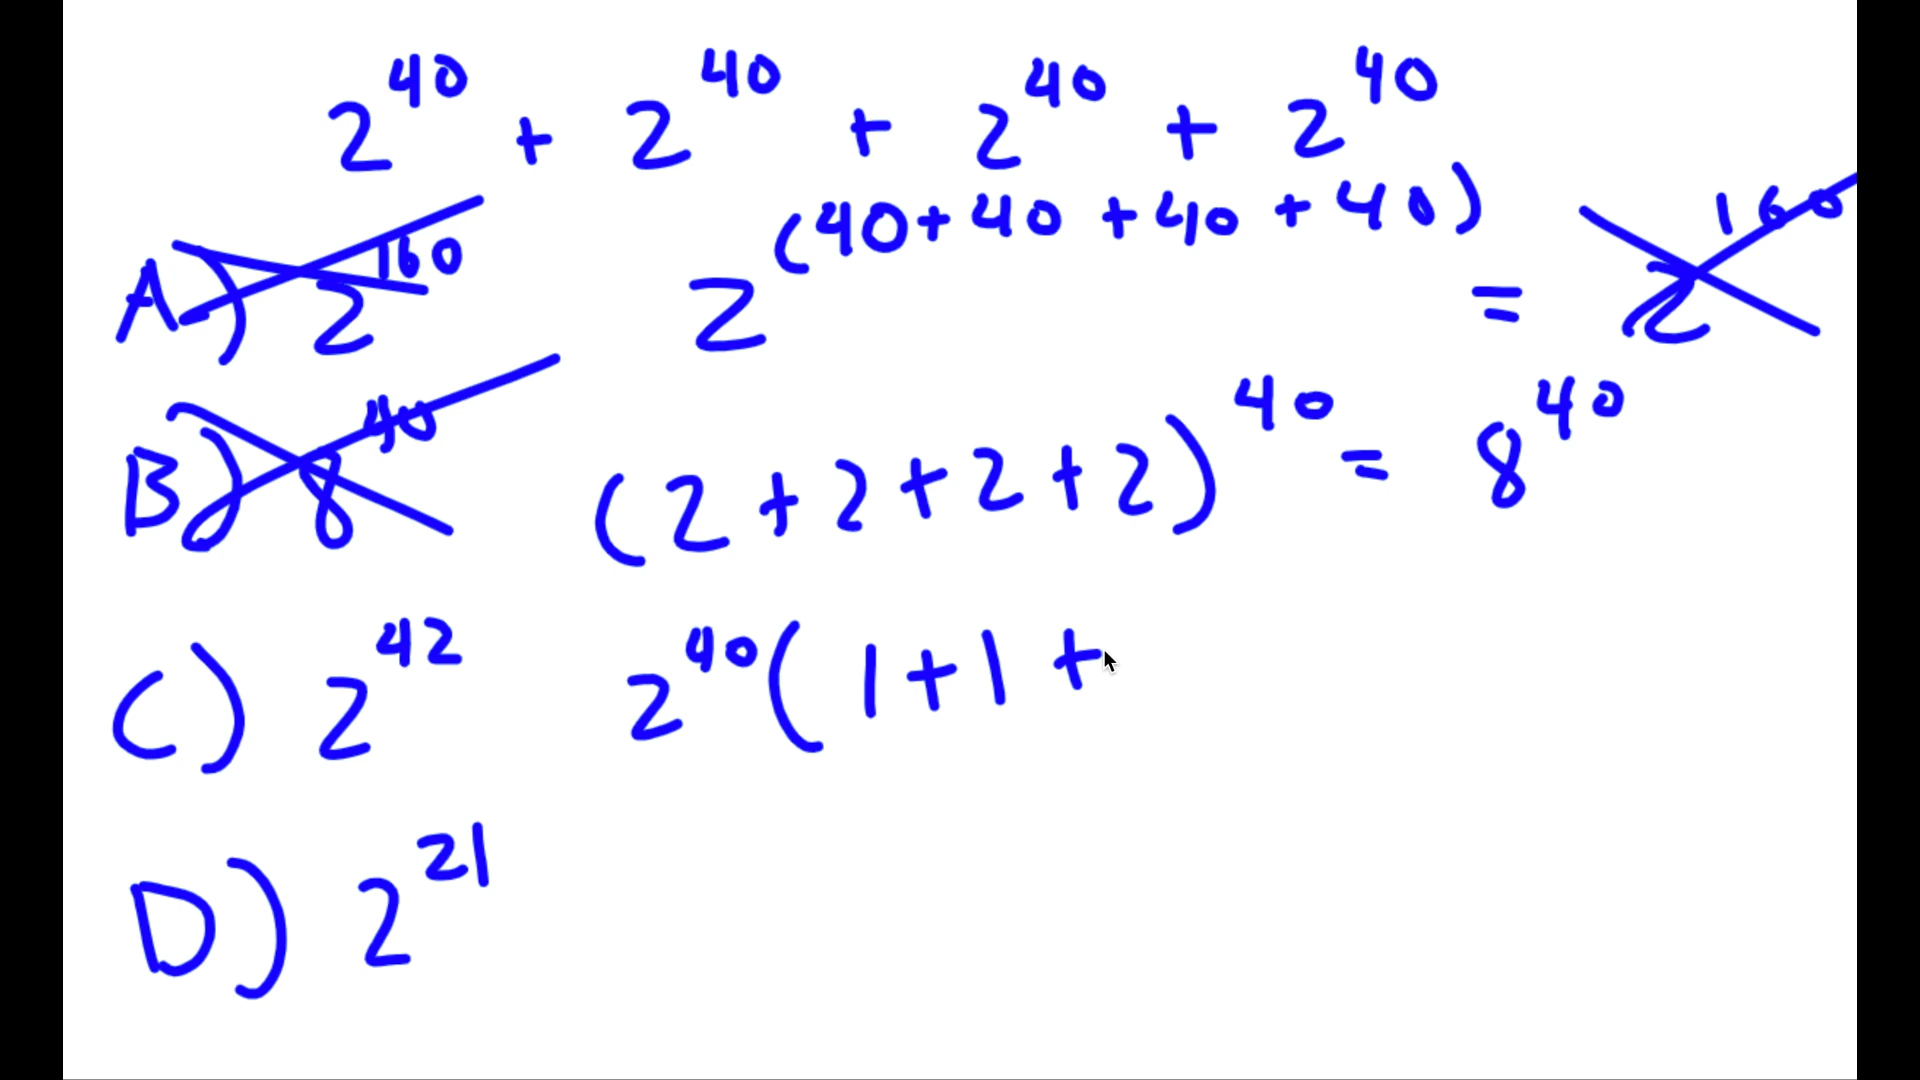 2^40 + 2^40 + 2^40 + 2^40
A) 2^160 2^(40+40+40+40) = 2^160
B) 8^40 (2+2+2+2)^40 = 8^40
C) 2^42 2^40(1+1+
D) 2^21